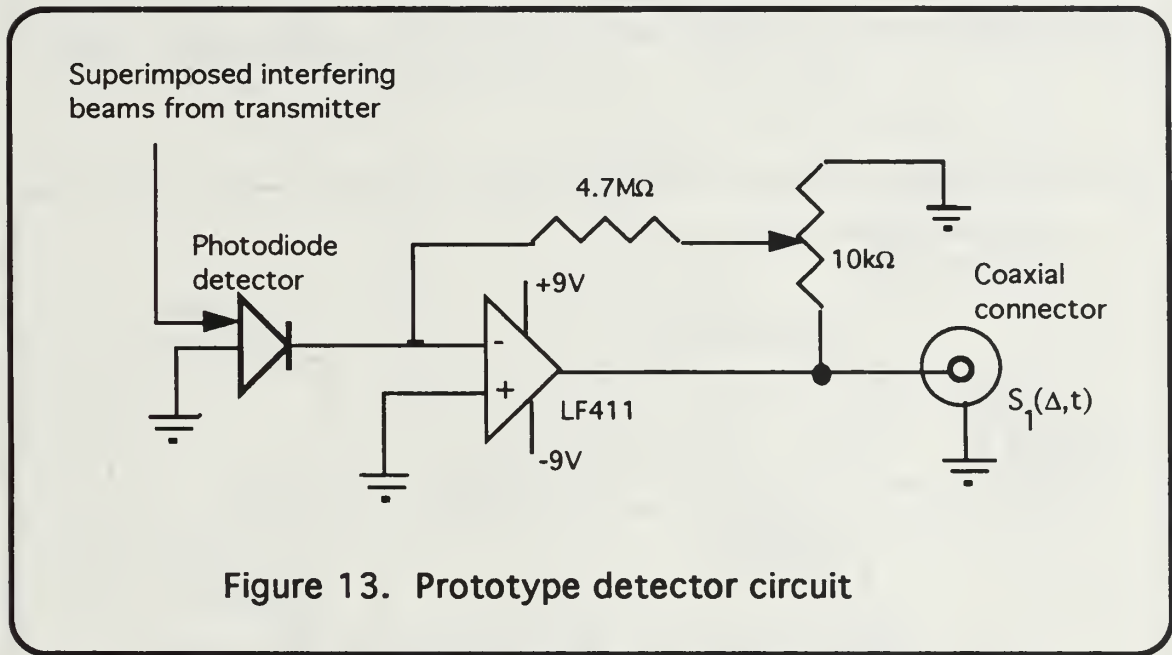 Superimposed interfering
beams from transmitter
4.7MΩ
Photodiode
detector
10kΩ
+9V
Coaxial
connector
-
+
LF411
S₁(Δ,t)
-9V
Figure 13. Prototype detector circuit